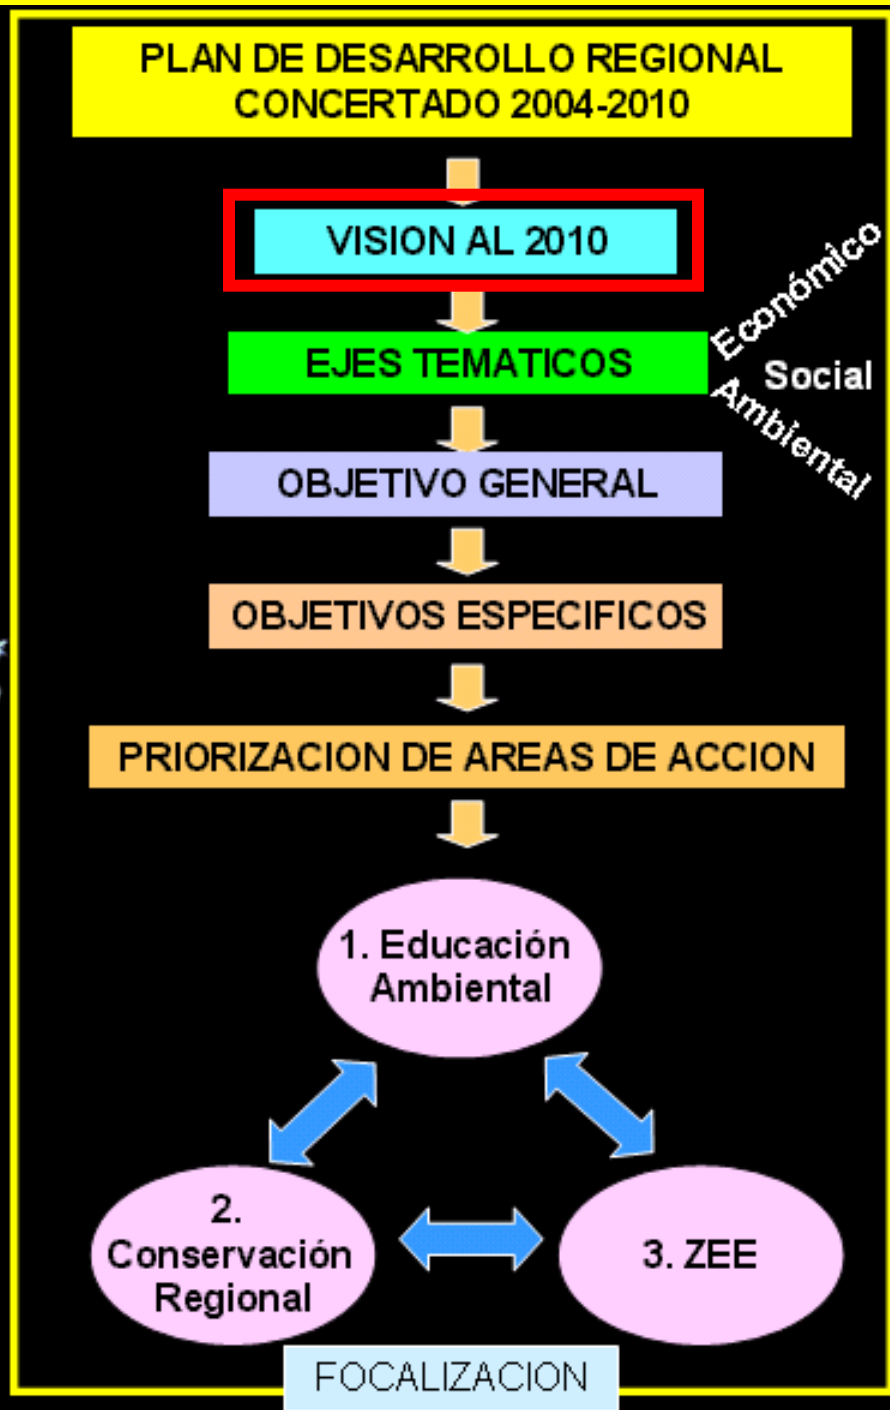 PLAN DE DESARROLLO REGIONAL
CONCERTADO 2004-2010
VISION AL 2010
EJES TEMATICOS
Económico
Social
Ambiental
OBJETIVO GENERAL
OBJETIVOS ESPECIFICOS
PRIORIZACION DE AREAS DE ACCION
1. Educación
Ambiental
2.
Conservación
Regional
3. ZEE
FOCALIZACION